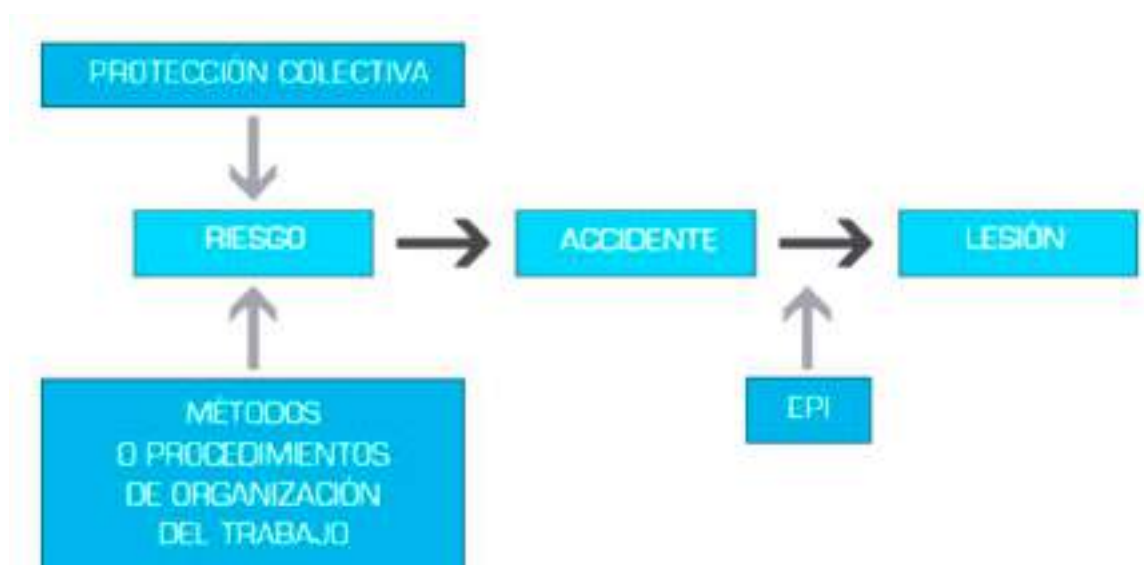 PROTECCIÓN COLECTIVA
RIESGO
ACCIDENTE
LESIÓN
MÉTODOS
O PROCEDIMIENTOS
DE ORGANIZACIÓN
DEL TRABAJO
EPI